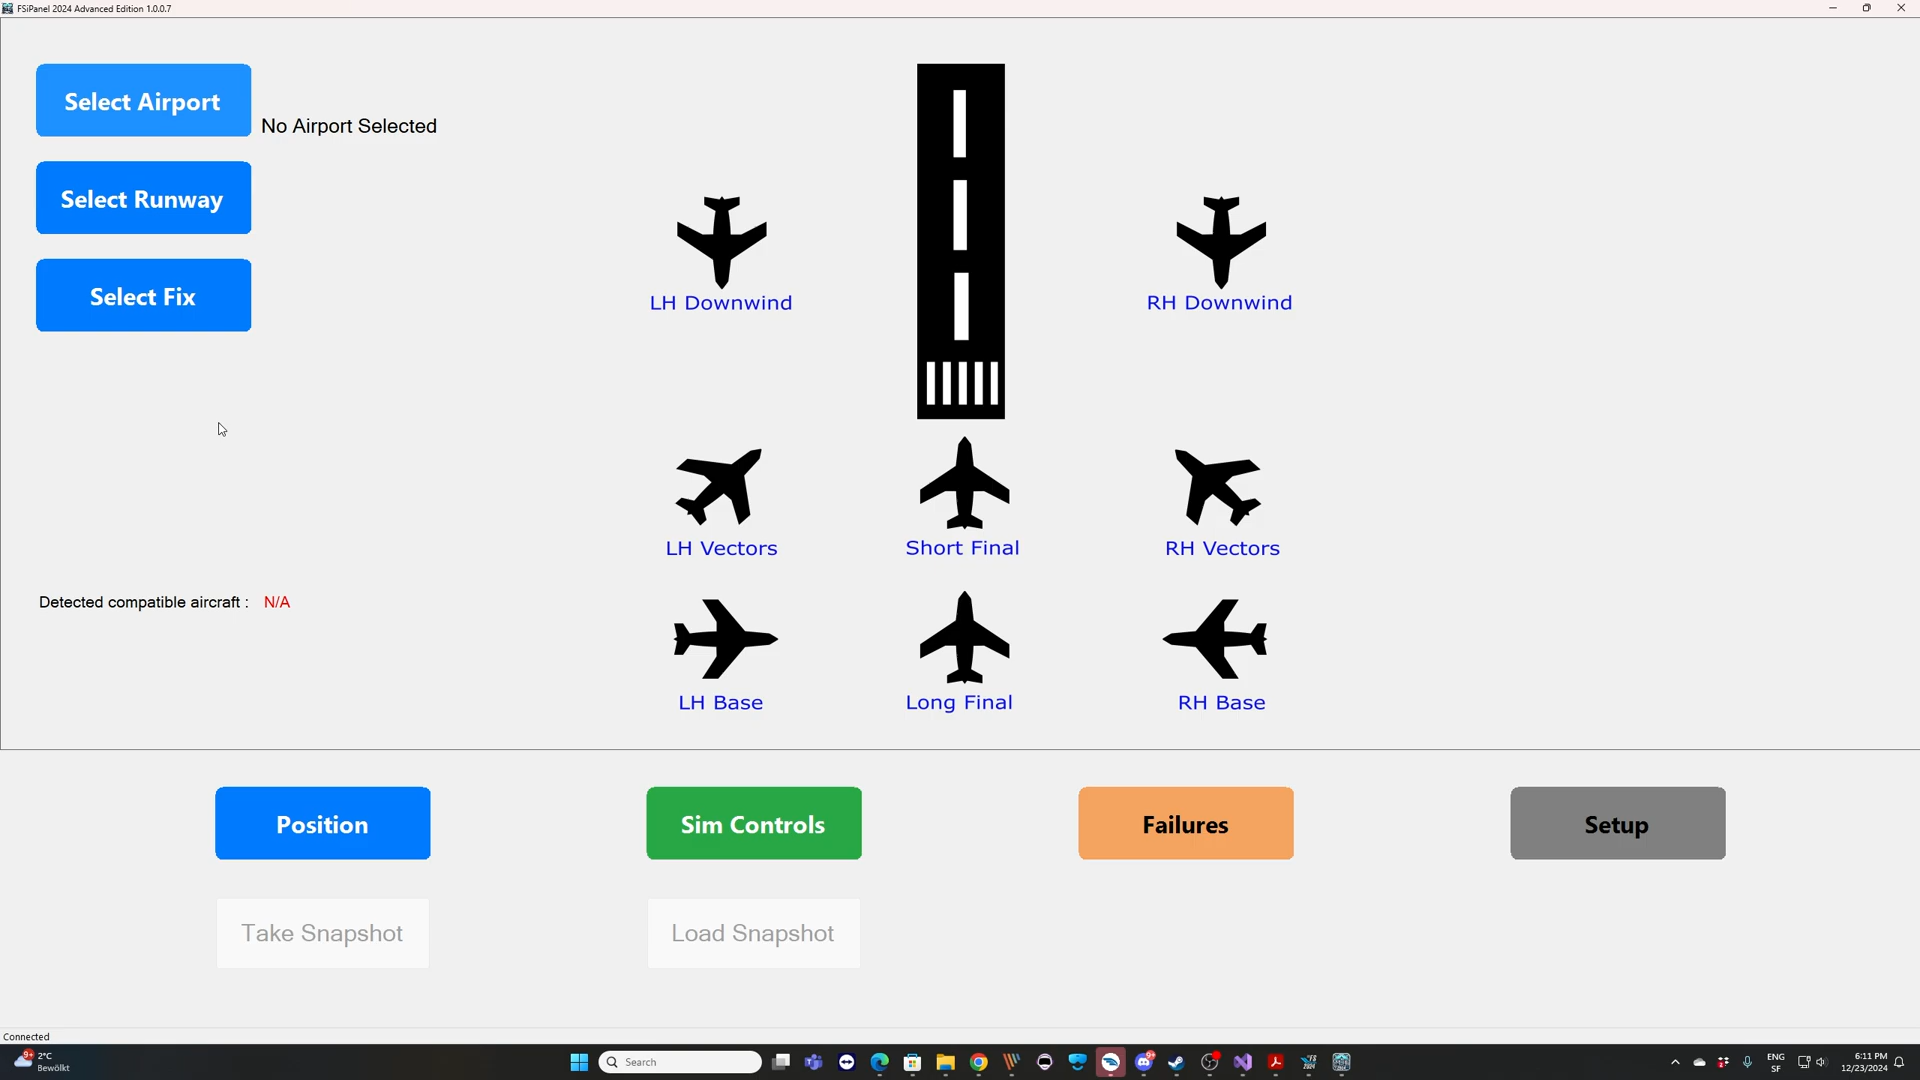 FSiPanel 2024 Advanced Edition 1.0.0.7
Select Airport
No Airport Selected
Select Runway
Select Fix
LH Downwind
RH Downwind
LH Vectors
Short Final
RH Vectors
Detected compatible aircraft : N/A
LH Base
Long Final
RH Base
Position
Sim Controls
Failures
Setup
Take Snapshot
Load Snapshot
Connected
9+
2°C
Bewölkt
Search
9+
ENG
SF
6:11 PM
12/23/2024